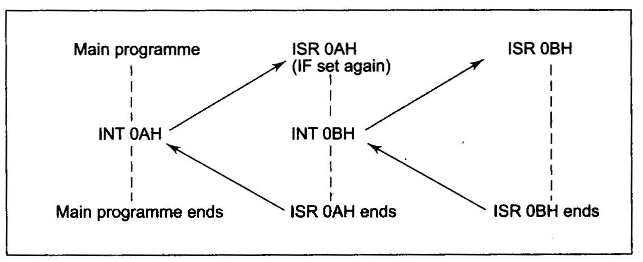 Main programme
ISR 0AH
(IF set again)
ISR 0BH
INT 0AH
INT 0BH
Main programme ends
ISR 0AH ends
ISR 0BH ends